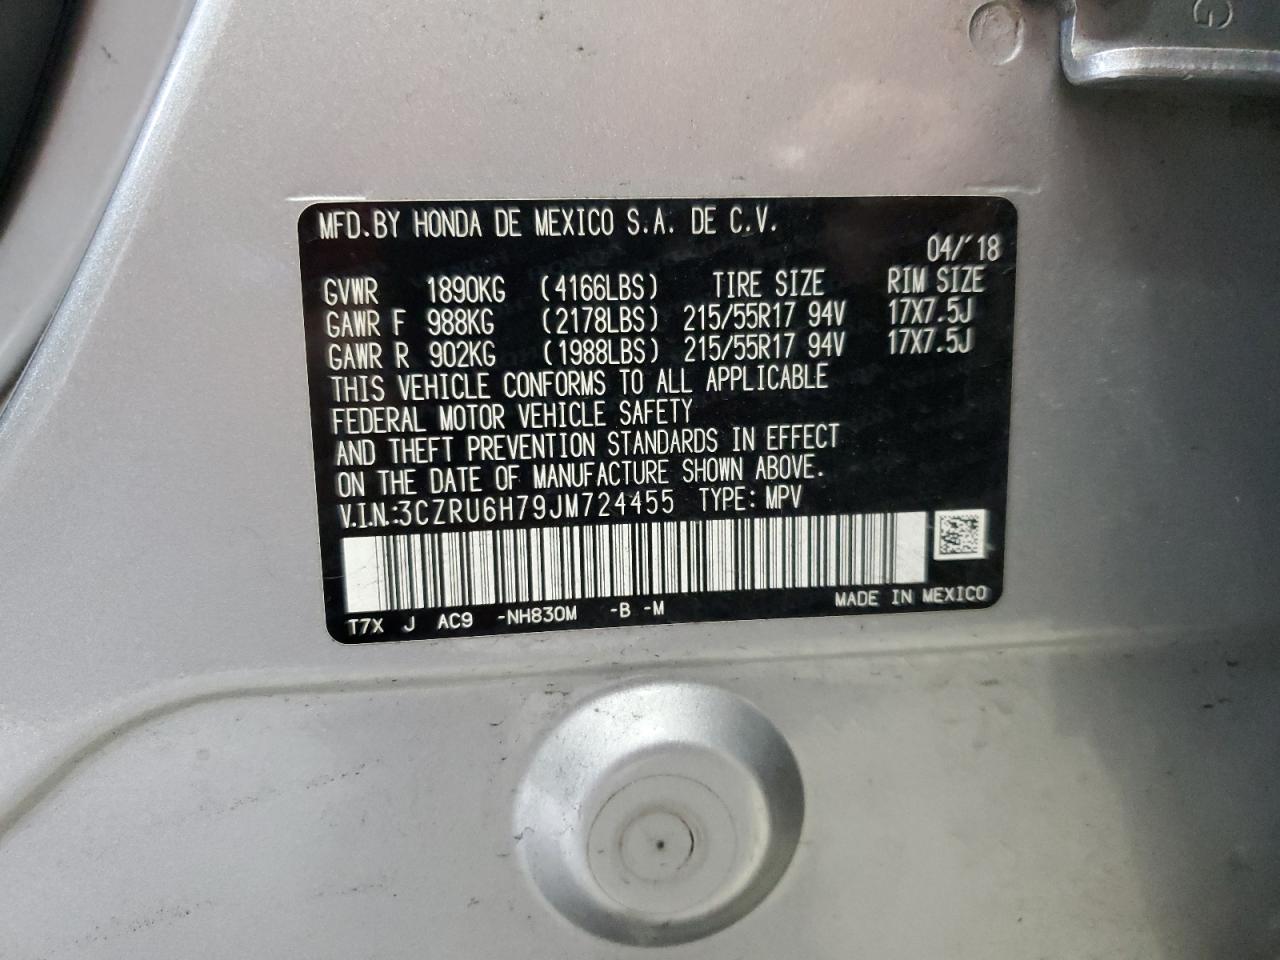 MFD.BY HONDA DE MEXICO S.A. DE C.V.
04/'18
GVWR 1890KG (4166LBS) TIRE SIZE RIM SIZE
GAWR F 988KG (2178LBS) 215/55R17 94V 17X7.5J
GAWR R 902KG (1988LBS) 215/55R17 94V 17X7.5J
THIS VEHICLE CONFORMS TO ALL APPLICABLE
FEDERAL MOTOR VEHICLE SAFETY
AND THEFT PREVENTION STANDARDS IN EFFECT
ON THE DATE OF MANUFACTURE SHOWN ABOVE.
V.I.N.:3CZRU6H79JM724455 TYPE: MPV
T7X J AC9 -NH830M -B -M MADE IN MEXICO